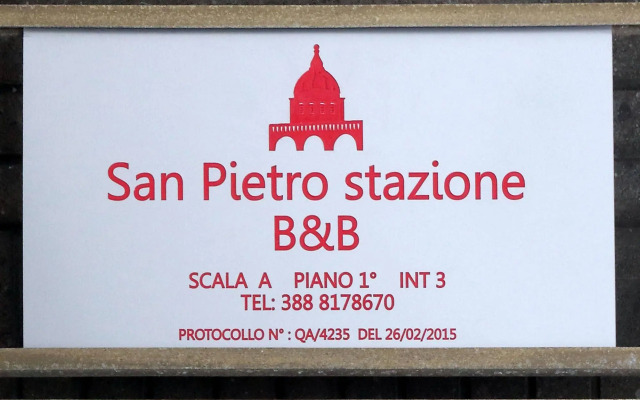 San Pietro stazione
B&B
SCALA A PIANO 1° INT 3
TEL: 388 8178670
PROTOCOLLO N° : QA/4235 DEL 26/02/2015